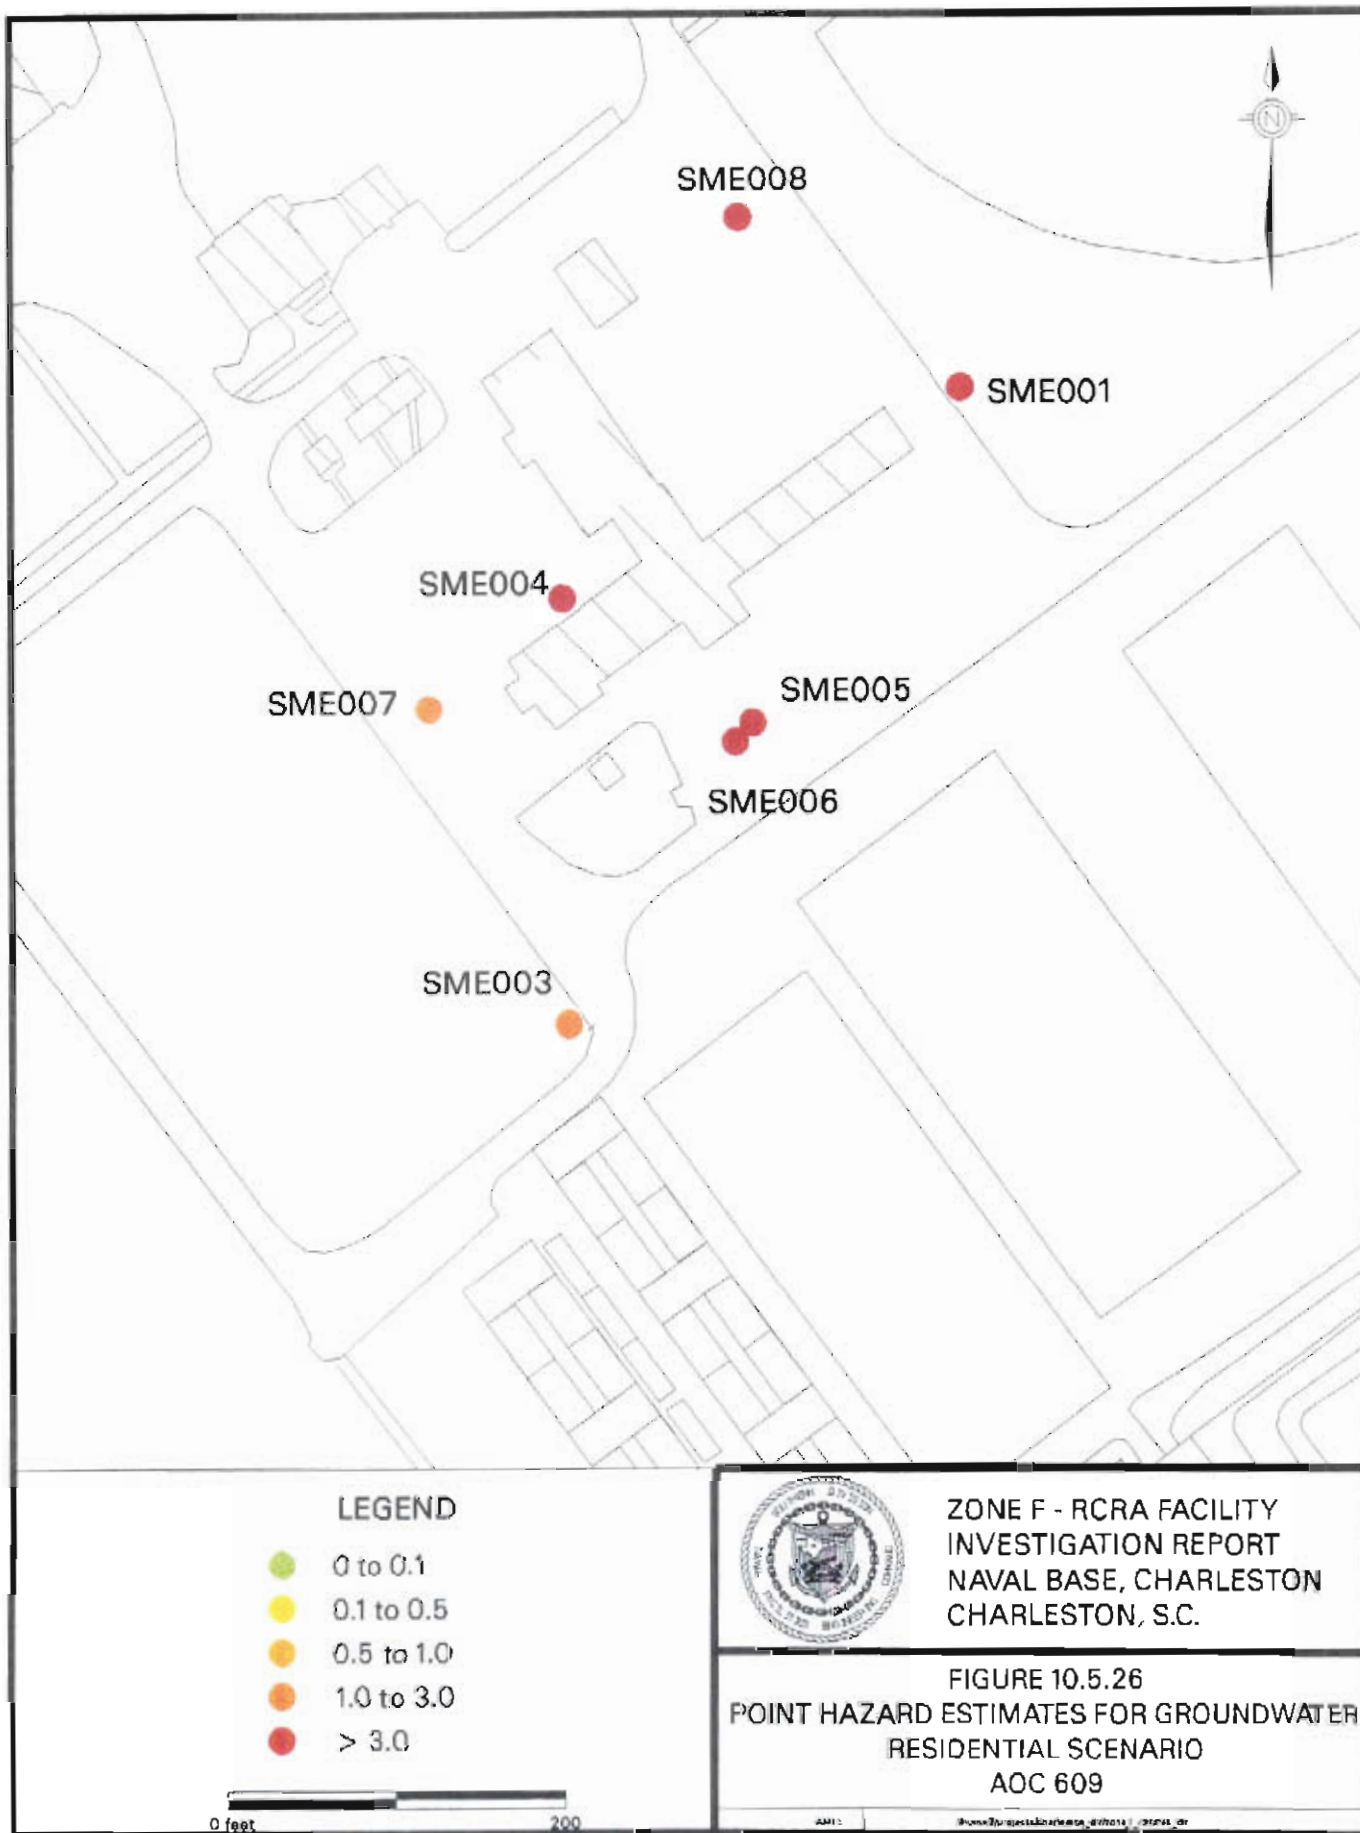 N
SME008
SME001
SME004
SME007
SME005
SME006
SME003
LEGEND
0 to 0.1
0.1 to 0.5
0.5 to 1.0
1.0 to 3.0
> 3.0
0 feet 200
ZONE F - RCRA FACILITY
INVESTIGATION REPORT
NAVAL BASE, CHARLESTON
CHARLESTON, S.C.
FIGURE 10.5.26
POINT HAZARD ESTIMATES FOR GROUNDWATER
RESIDENTIAL SCENARIO
AOC 609